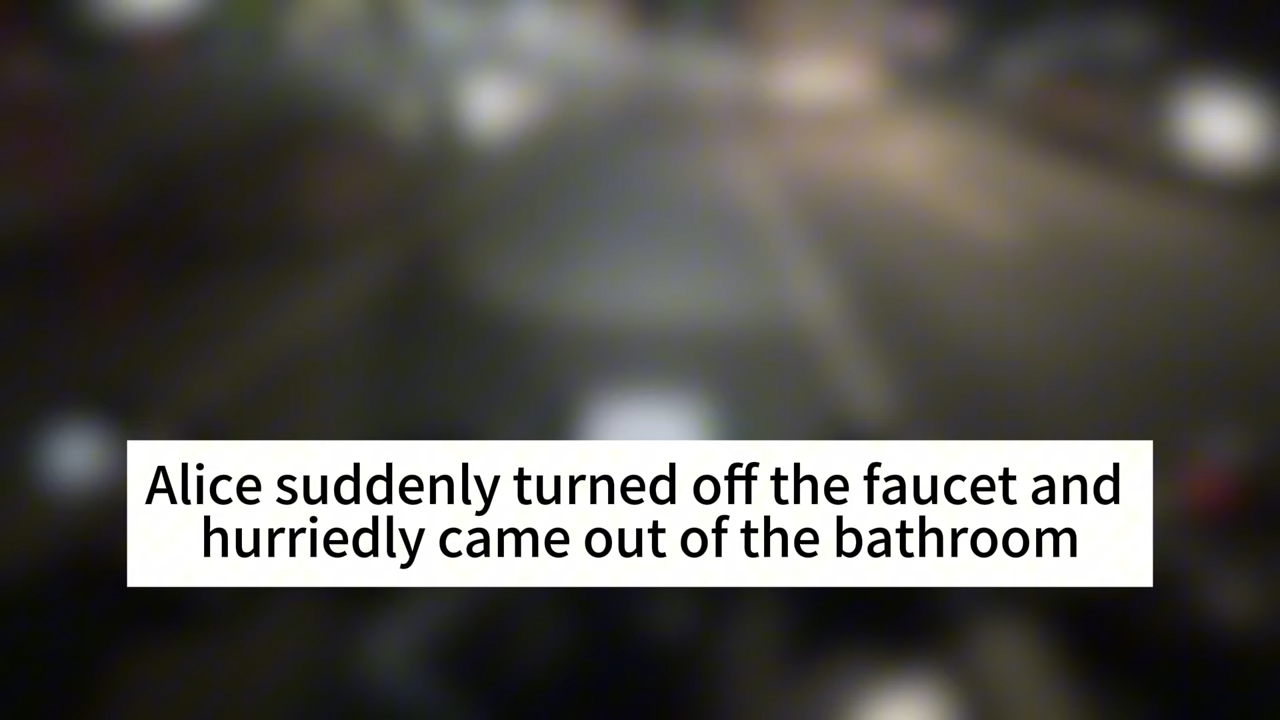 Alice suddenly turned off the faucet and
hurriedly came out of the bathroom